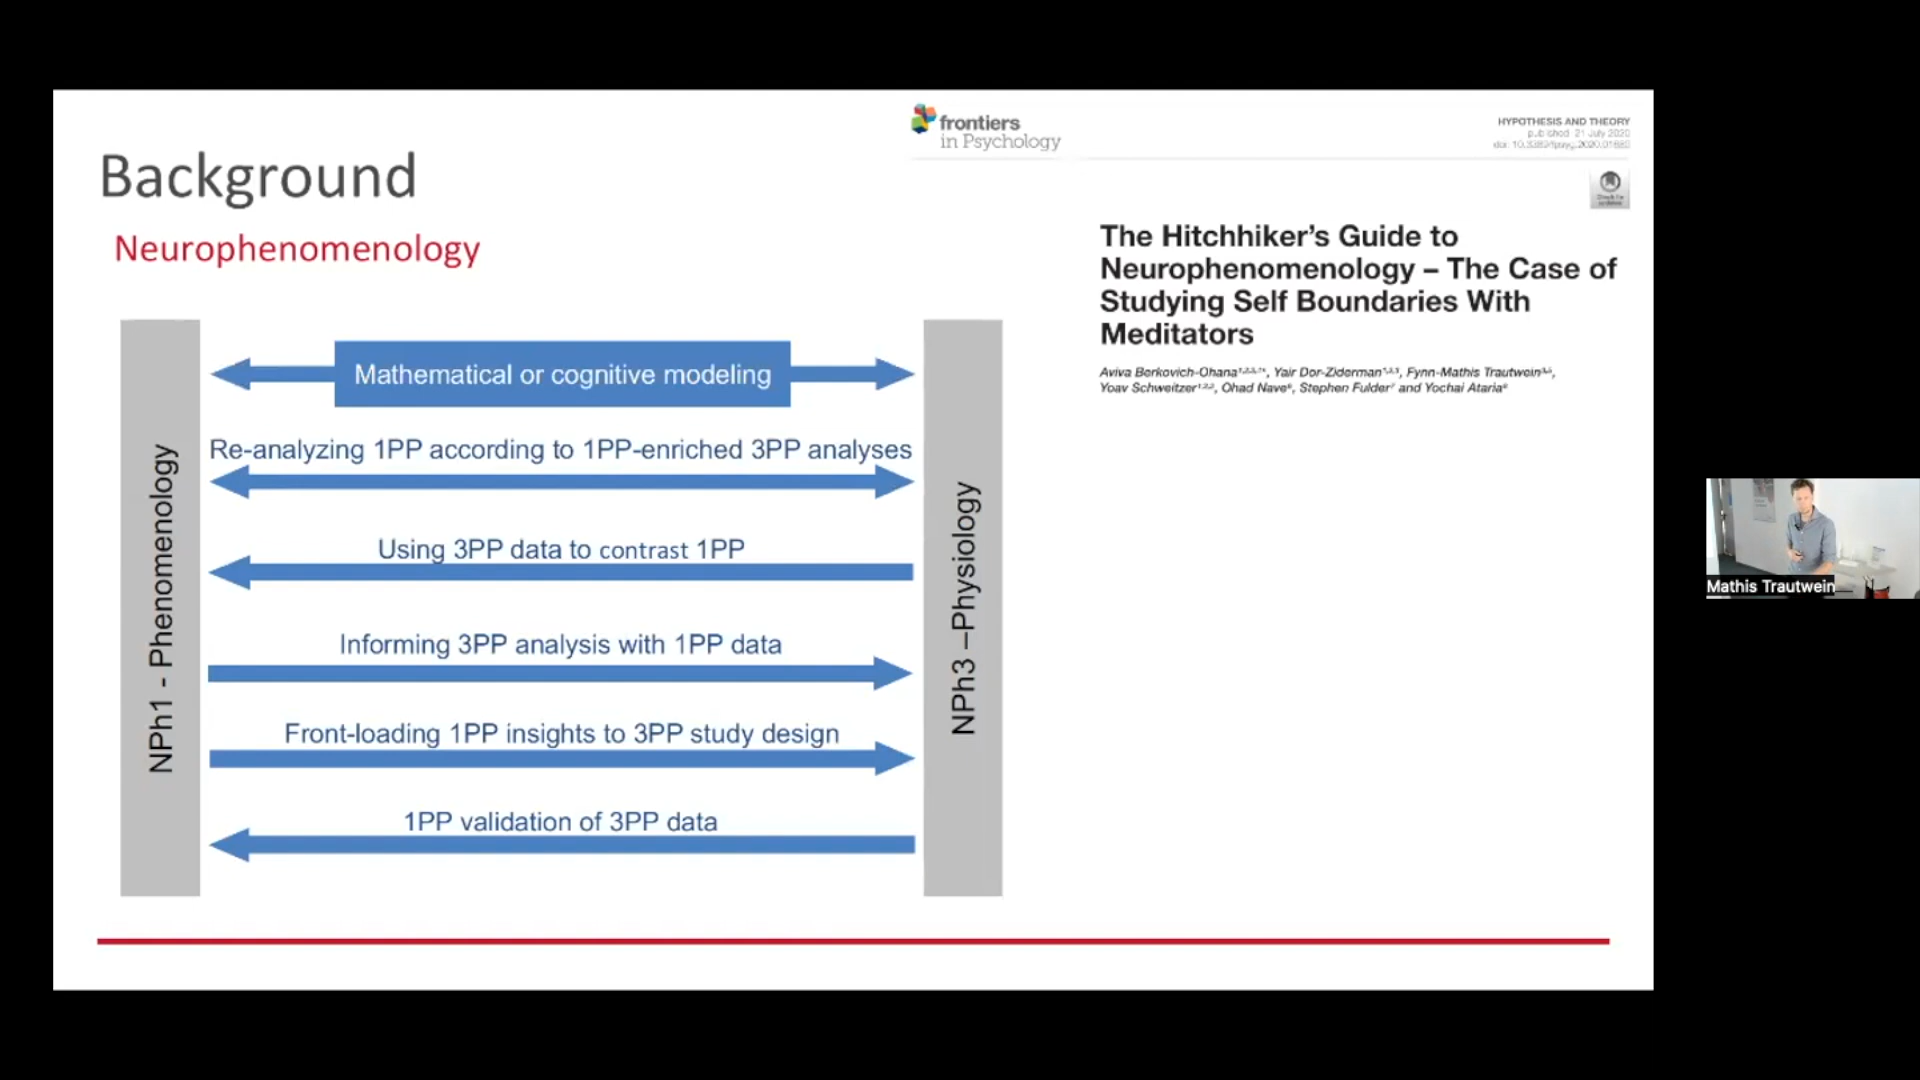 Background
Neurophenomenology
NPh1 - Phenomenology
Mathematical or cognitive modeling
Re-analyzing 1PP according to 1PP-enriched 3PP analyses
Using 3PP data to contrast 1PP
Informing 3PP analysis with 1PP data
Front-loading 1PP insights to 3PP study design
1PP validation of 3PP data
NPh3 –Physiology
frontiers
in Psychology
HYPOTHESIS AND THEORY
published: 21 July 2020
Check for
updates
The Hitchhiker's Guide to
Neurophenomenology – The Case of
Studying Self Boundaries With
Meditators
Aviva Berkovich-Ohana, Yair Dor-Ziderman, Fynn-Mathis Trautwein,
Yoav Schweitzer, Ohad Nave, Stephen Fulder and Yochai Ataria
Mathis Trautwein